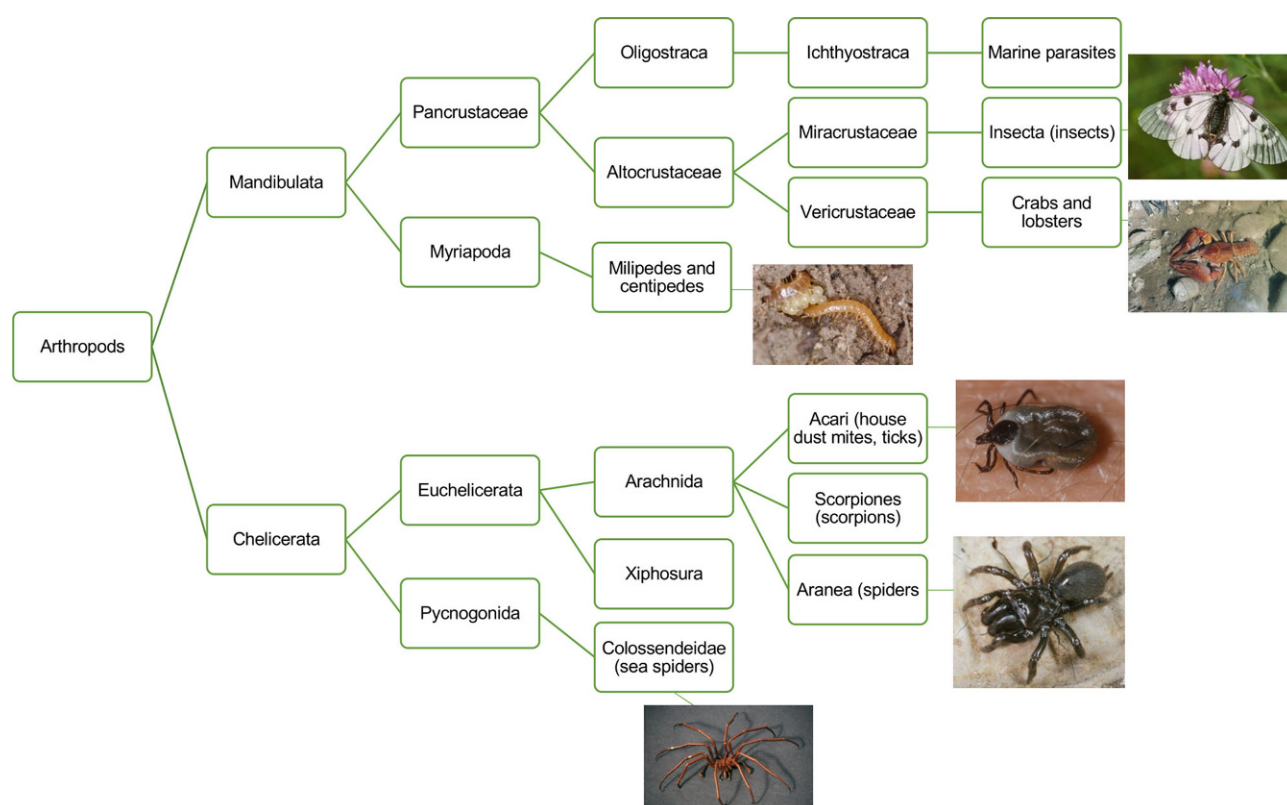 Oligostraca
Ichthyostraca
Marine parasites
Pancrustaceae
Miracrustaceae
Insecta (insects)
Mandibulata
Altocrustaceae
Vericrustaceae
Crabs and
lobsters
Myriapoda
Milipedes and
centipedes
Arthropods
Acari (house
dust mites, ticks)
Euchelicerata
Arachnida
Scorpiones
(scorpions)
Chelicerata
Xiphosura
Aranea (spiders
Pycnogonida
Colossendeidae
(sea spiders)